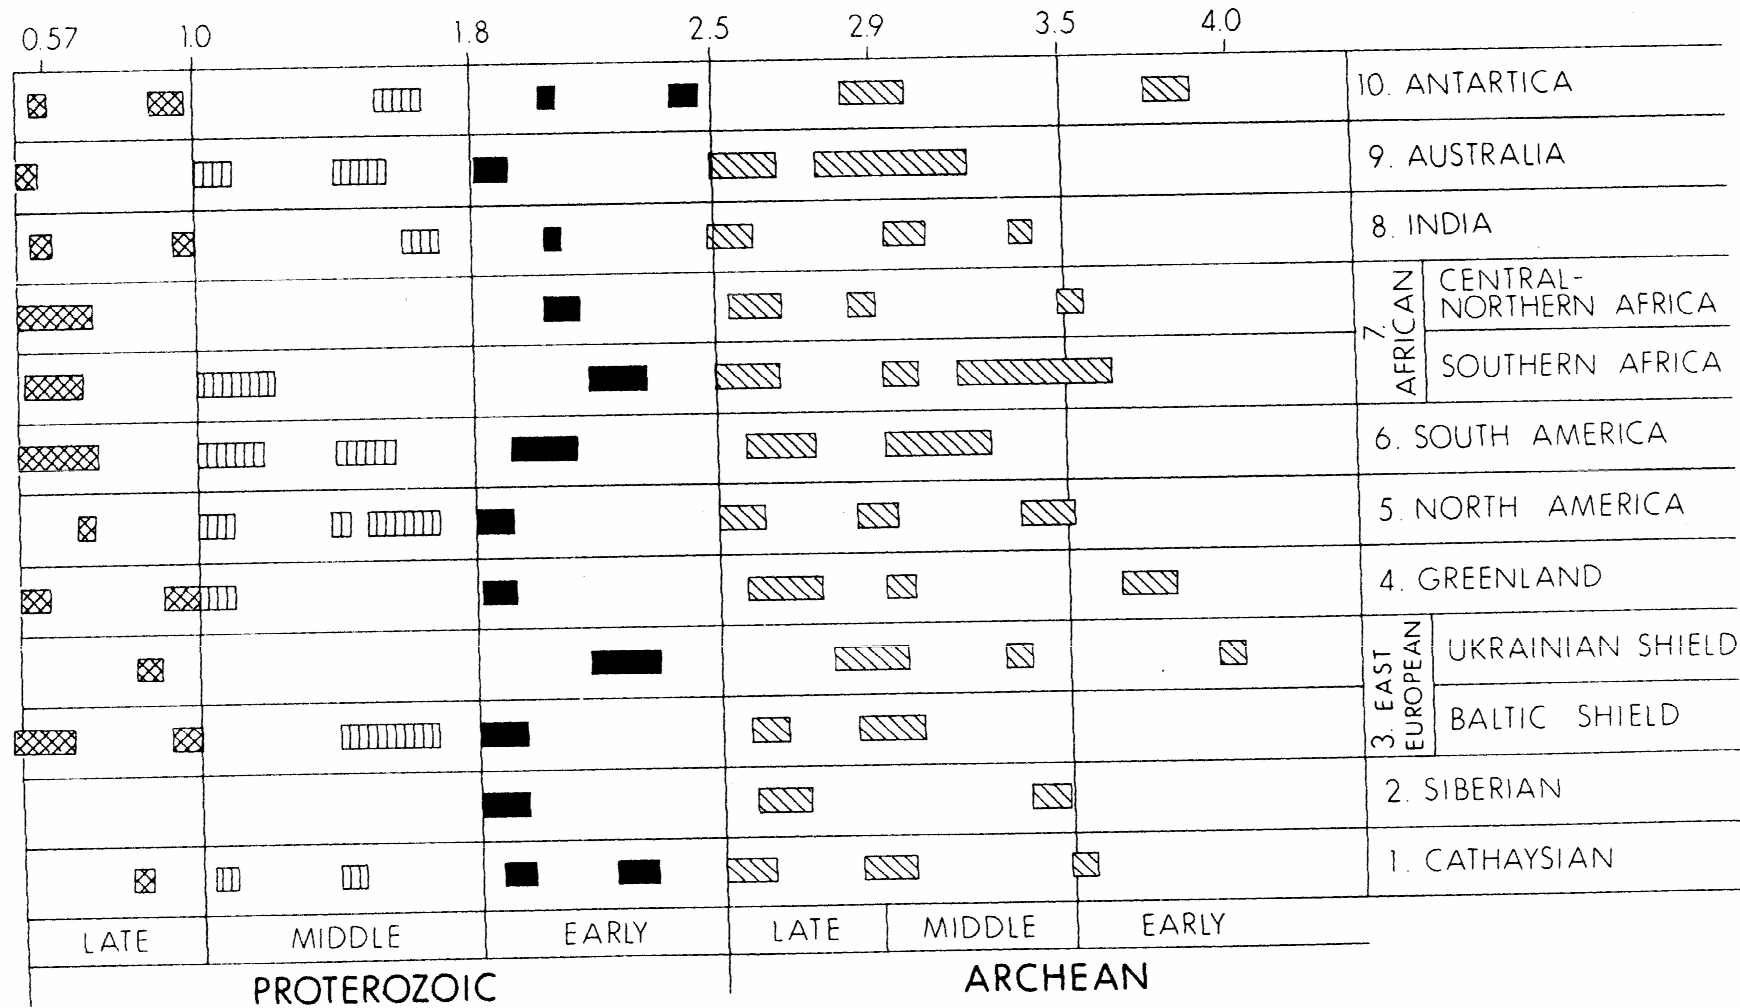 0.57 1.0 1.8 2.5 2.9 3.5 4.0
10. ANTARTICA
9. AUSTRALIA
8. INDIA
7. AFRICAN
CENTRAL-
NORTHERN AFRICA
SOUTHERN AFRICA
6. SOUTH AMERICA
5. NORTH AMERICA
4. GREENLAND
3. EAST
EUROPEAN
UKRAINIAN SHIELD
BALTIC SHIELD
2. SIBERIAN
1. CATHAYSIAN
LATE MIDDLE EARLY LATE MIDDLE EARLY
PROTEROZOIC ARCHEAN